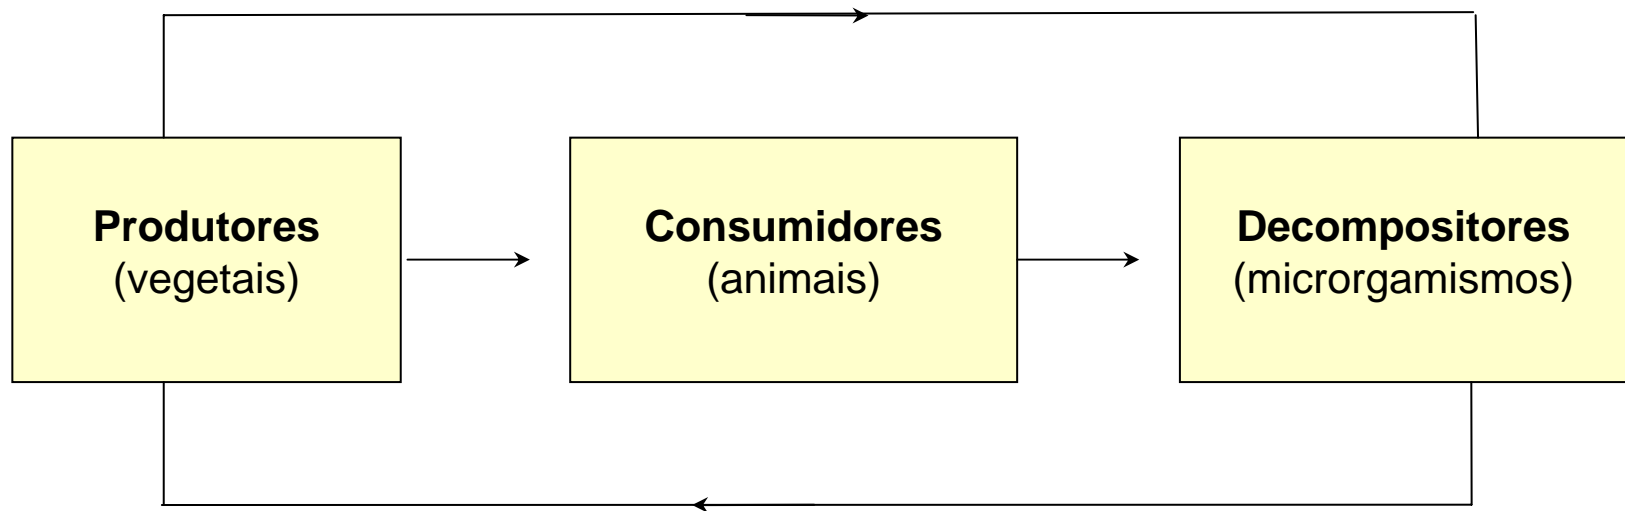 Produtores
(vegetais)
Consumidores
(animais)
Decompositores
(microrgamismos)